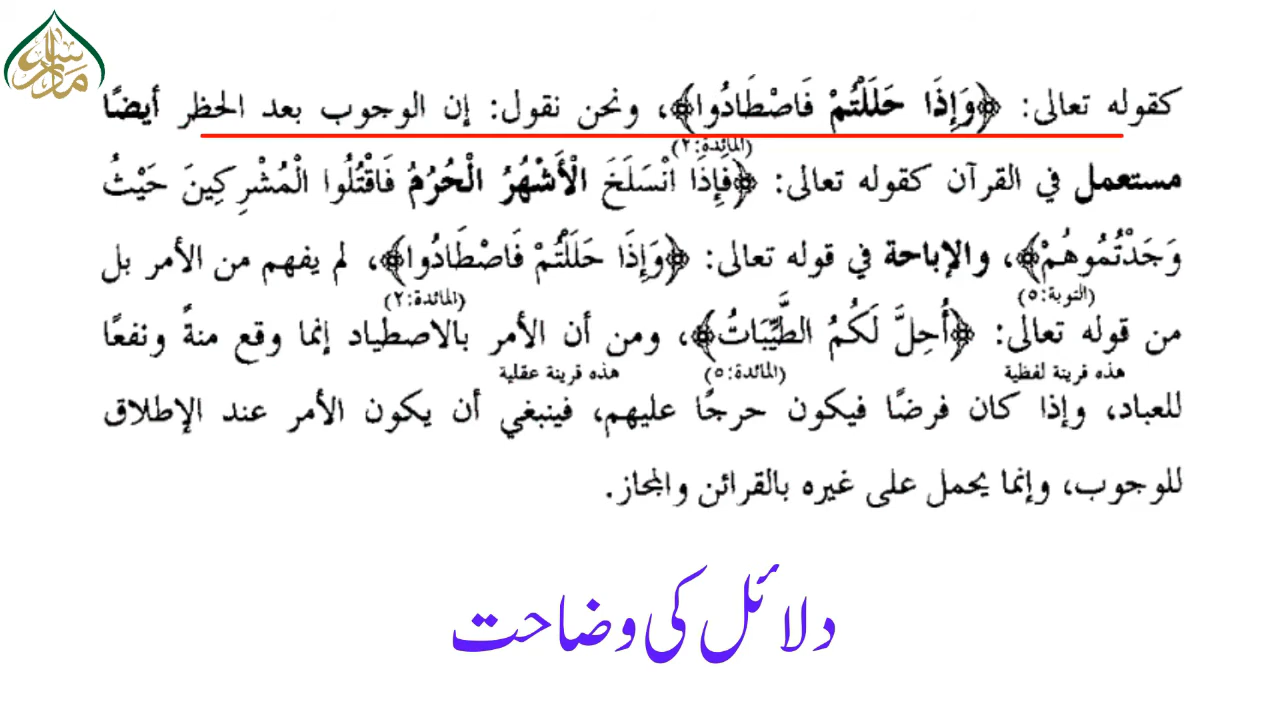 مدارس
كقوله تعالى: ﴿وَإِذَا حَلَلْتُمْ فَاصْطَادُوا﴾، ونحن نقول: إن الوجوب بعد الحظر أيضًا
(المائدة:٢)
مستعمل في القرآن كقوله تعالى: ﴿فَإِذَا انْسَلَخَ الْأَشْهُرُ الْحُرُمُ فَاقْتُلُوا الْمُشْرِكِينَ حَيْثُ
وَجَدْتُمُوهُمْ﴾، والإباحة في قوله تعالى: ﴿وَإِذَا حَلَلْتُمْ فَاصْطَادُوا﴾، لم يفهم من الأمر بل
(التوبة:٥) (المائدة:٢)
من قوله تعالى: ﴿أُحِلَّ لَكُمُ الطَّيِّبَاتُ﴾، ومن أن الأمر بالاصطياد إنما وقع منةً ونفعًا
هذه قرينة لفظية (المائدة:٥) هذه قرينة عقلية
للعباد، وإذا كان فرضًا فيكون حرجًا عليهم، فينبغي أن يكون الأمر عند الإطلاق
للوجوب، وإنما يحمل على غيره بالقرائن والمجاز.
دلائل کی وضاحت